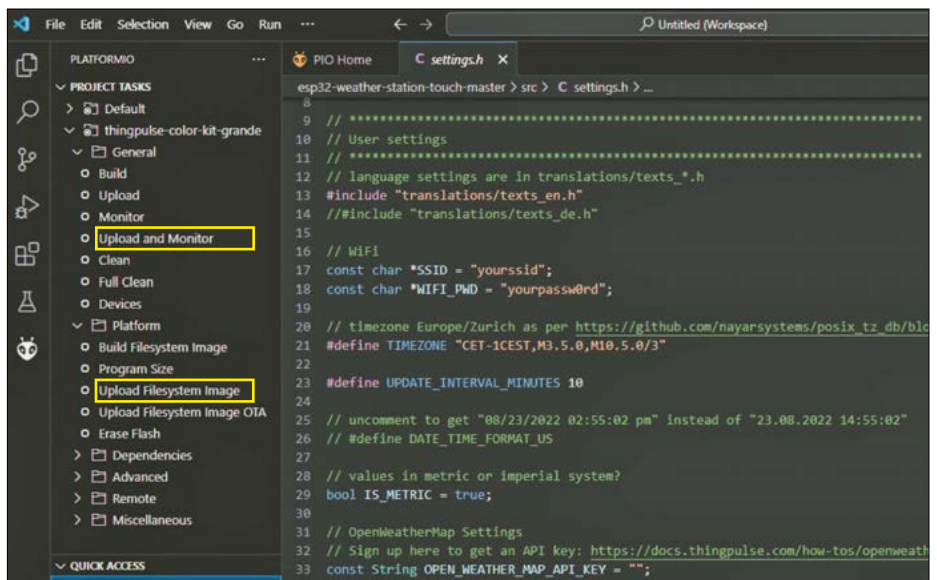 File Edit Selection View Go Run ··· ← → Untitled (Workspace)
PLATFORMIO ···
PROJECT TASKS
Default
thingpulse-color-kit-grande
General
Build
Upload
Monitor
Upload and Monitor
Clean
Full Clean
Devices
Platform
Build Filesystem Image
Program Size
Upload Filesystem Image
Upload Filesystem Image OTA
Erase Flash
Dependencies
Advanced
Remote
Miscellaneous
QUICK ACCESS
PIO Home C settings.h ×
esp32-weather-station-touch-master > src > C settings.h > ...
8
9 // ***************************************************************************
10 // User settings
11 // ***************************************************************************
12 // language settings are in translations/texts_*.h
13 #include "translations/texts_en.h"
14 //#include "translations/texts_de.h"
15
16 // WiFi
17 const char *SSID = "yourssid";
18 const char *WIFI_PWD = "yourpassw0rd";
19
20 // timezone Europe/Zurich as per https://github.com/nayarsystems/posix_tz_db/blo
21 #define TIMEZONE "CET-1CEST,M3.5.0,M10.5.0/3"
22
23 #define UPDATE_INTERVAL_MINUTES 10
24
25 // uncomment to get "08/23/2022 02:55:02 pm" instead of "23.08.2022 14:55:02"
26 // #define DATE_TIME_FORMAT_US
27
28 // values in metric or imperial system?
29 bool IS_METRIC = true;
30
31 // OpenWeatherMap Settings
32 // Sign up here to get an API key: https://docs.thingpulse.com/how-tos/openweath
33 const String OPEN_WEATHER_MAP_API_KEY = "";